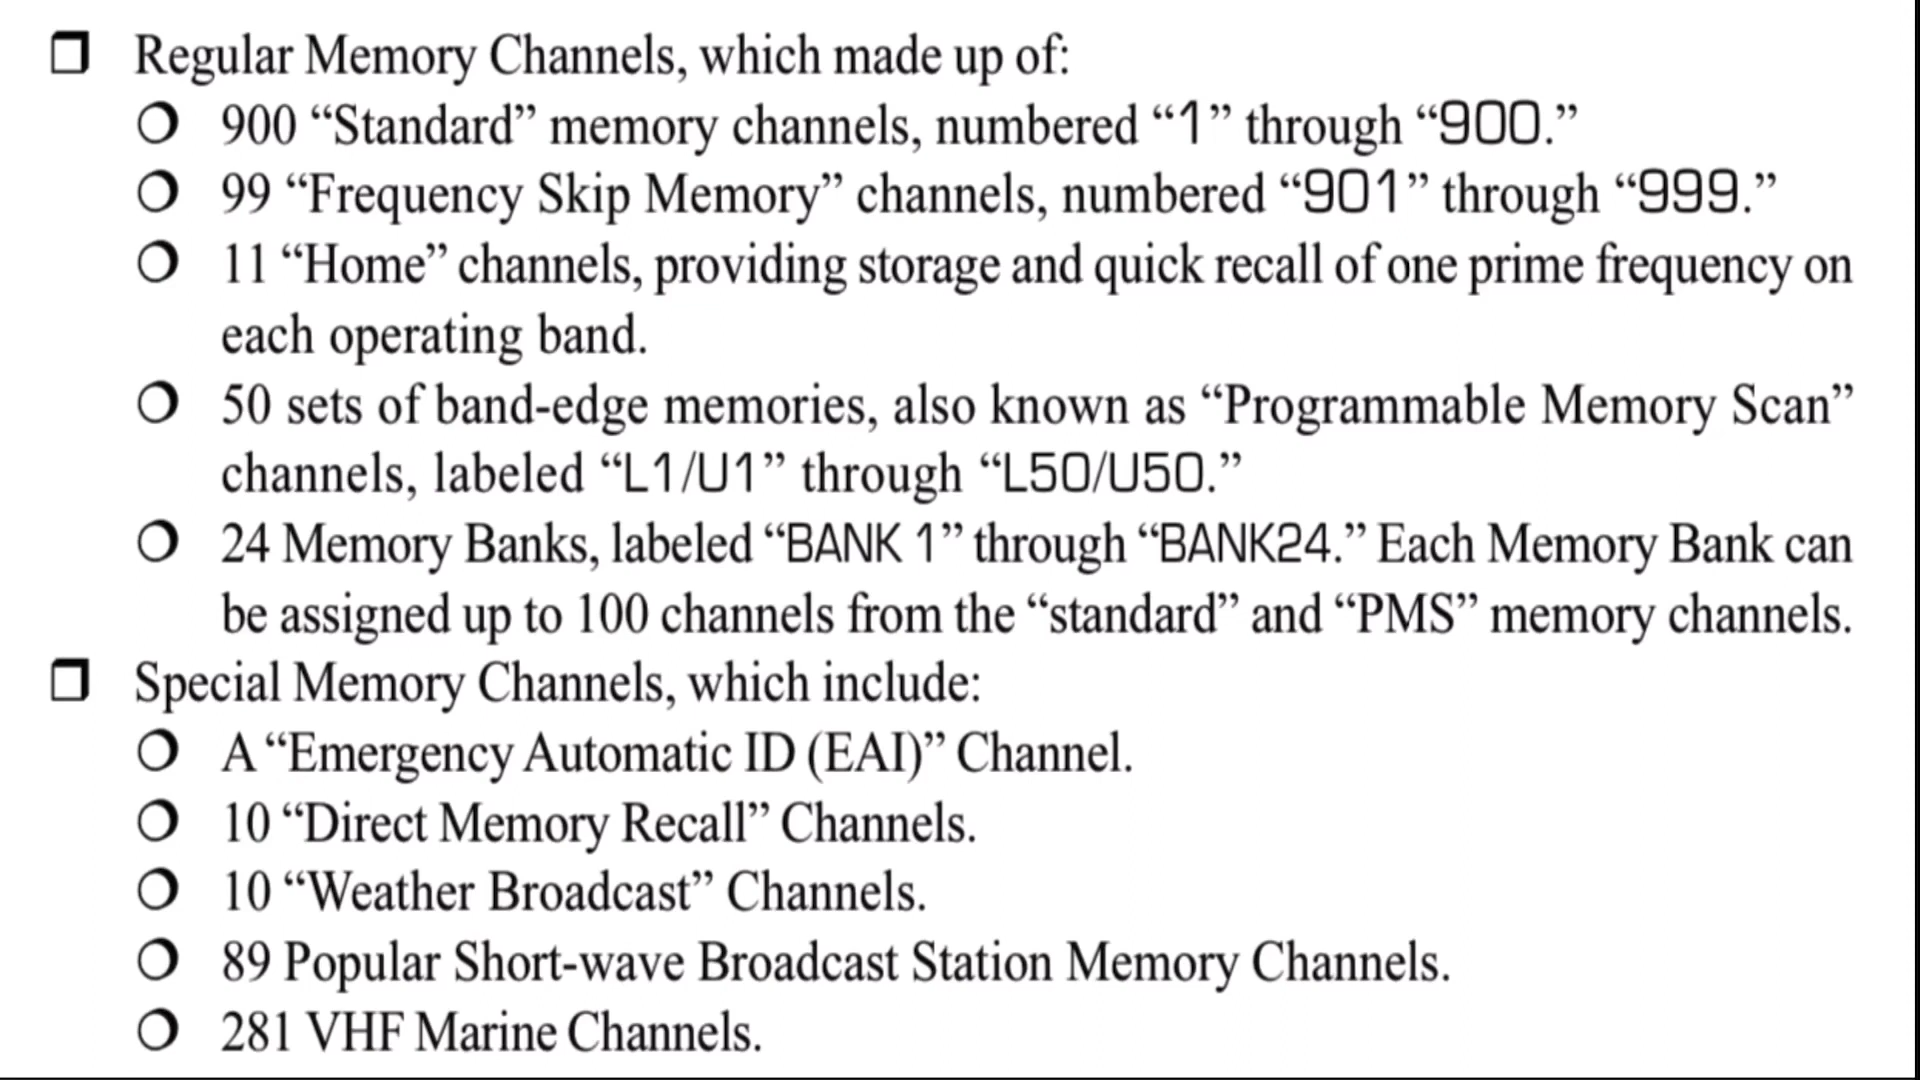 Regular Memory Channels, which made up of:
900 “Standard” memory channels, numbered “1” through “900.”
99 “Frequency Skip Memory” channels, numbered “901” through “999.”
11 “Home” channels, providing storage and quick recall of one prime frequency on
each operating band.
50 sets of band-edge memories, also known as “Programmable Memory Scan”
channels, labeled “L1/U1” through “L50/U50.”
24 Memory Banks, labeled “BANK 1” through “BANK24.” Each Memory Bank can
be assigned up to 100 channels from the “standard” and “PMS” memory channels.
Special Memory Channels, which include:
A “Emergency Automatic ID (EAI)” Channel.
10 “Direct Memory Recall” Channels.
10 “Weather Broadcast” Channels.
89 Popular Short-wave Broadcast Station Memory Channels.
281 VHF Marine Channels.